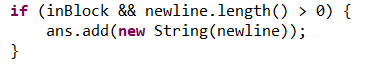 if (inBlock && newline.length() > 0) {
    ans.add(new String(newline));
}